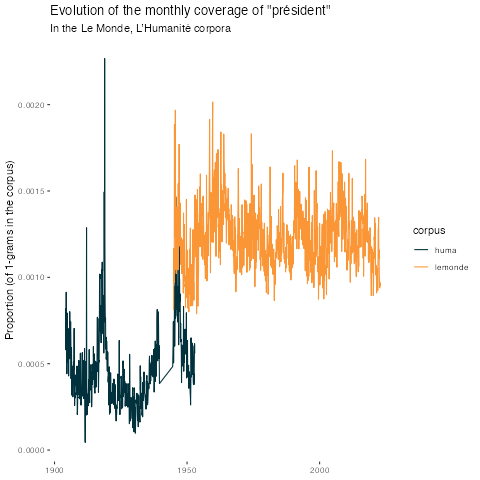 Evolution of the monthly coverage of "président"
In the Le Monde, L'Humanité corpora
Proportion (of 1-grams in the corpus)
0.0020
0.0015
0.0010
0.0005
0.0000
1900
1950
2000
corpus
huma
lemonde